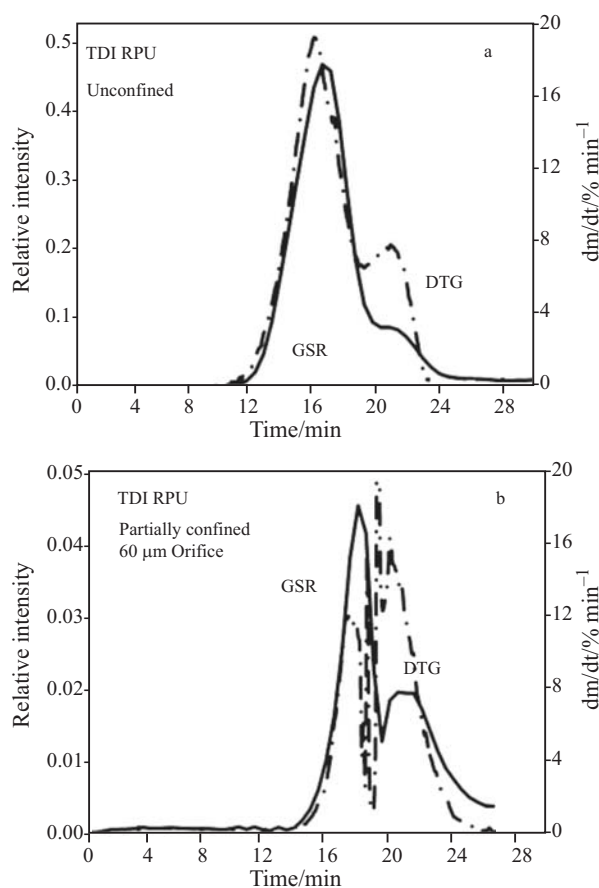 TDI RPU
a
Unconfined
Relative intensity
0.5
0.4
0.3
0.2
0.1
0.0
20
16
12
8
4
0
dm/dt/% min⁻¹
DTG
GSR
0 4 8 12 16 20 24 28
Time/min
TDI RPU
b
Partially confined
60 μm Orifice
Relative intensity
0.05
0.04
0.03
0.02
0.01
0.00
20
16
12
8
4
0
dm/dt/% min⁻¹
GSR
DTG
0 4 8 12 16 20 24 28
Time/min